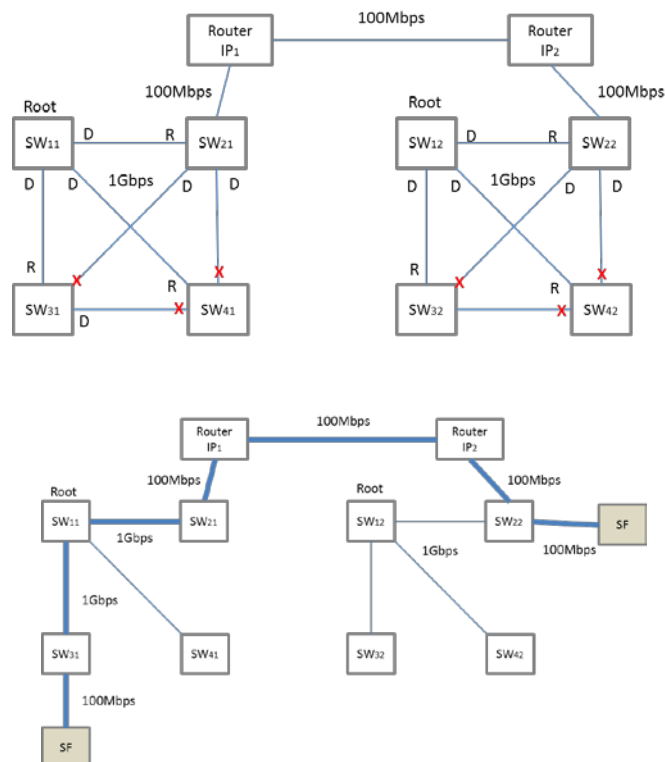 100Mbps
Router
IP1
Router
IP2
100Mbps
100Mbps
Root
Root
SW11
D
R
SW21
SW12
D
R
SW22
D
D
1Gbps
D
D
D
D
1Gbps
D
D
R
X
X
R
R
X
X
R
SW31
D
X
SW41
SW32
X
SW42
100Mbps
Router
IP1
Router
IP2
100Mbps
100Mbps
Root
Root
SW11
SW21
SW12
SW22
SF
1Gbps
1Gbps
100Mbps
1Gbps
SW31
SW41
SW32
SW42
100Mbps
SF